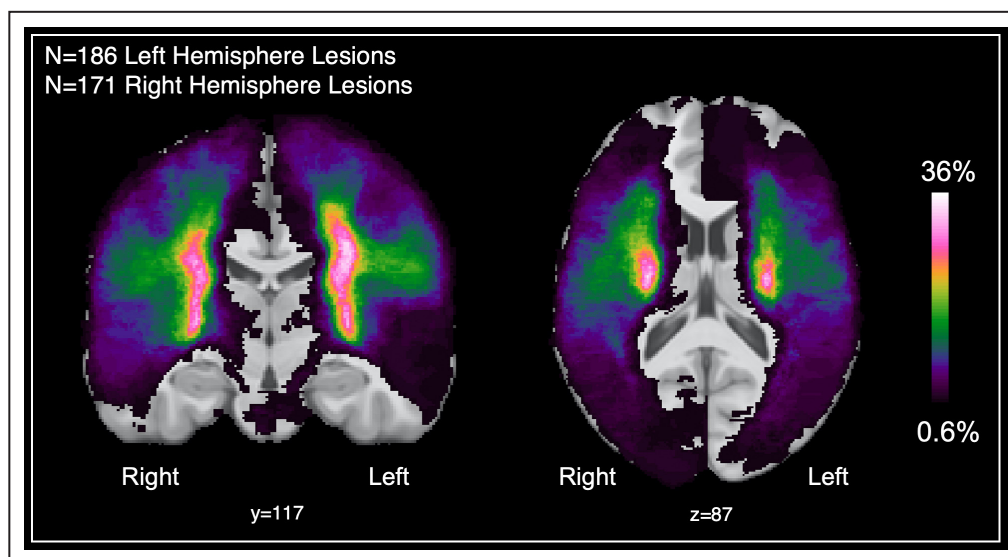 N=186 Left Hemisphere Lesions
N=171 Right Hemisphere Lesions
36%
0.6%
Right
Left
Right
Left
y=117
z=87